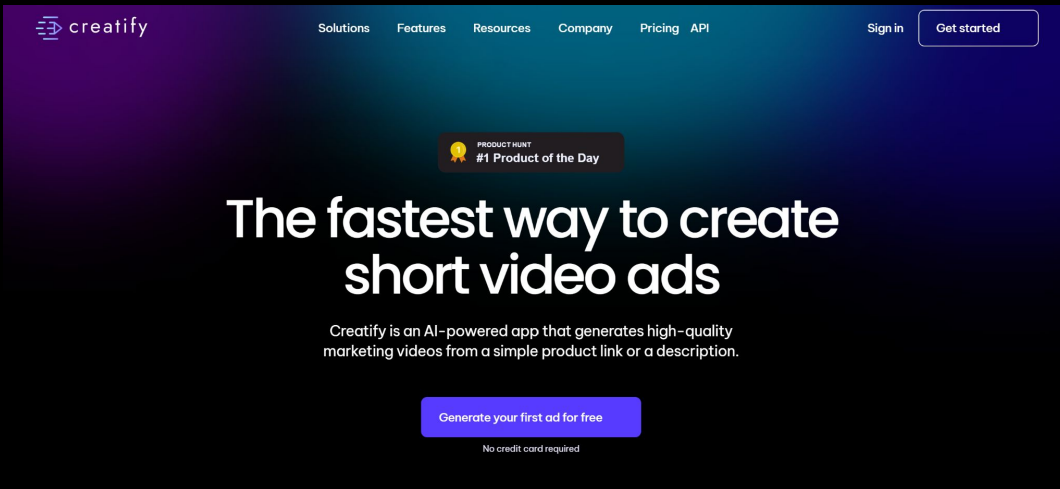 creatify
Solutions Features Resources Company Pricing API
Sign in Get started
1
PRODUCT HUNT
#1 Product of the Day
The fastest way to create
short video ads
Creatify is an AI-powered app that generates high-quality
marketing videos from a simple product link or a description.
Generate your first ad for free
No credit card required